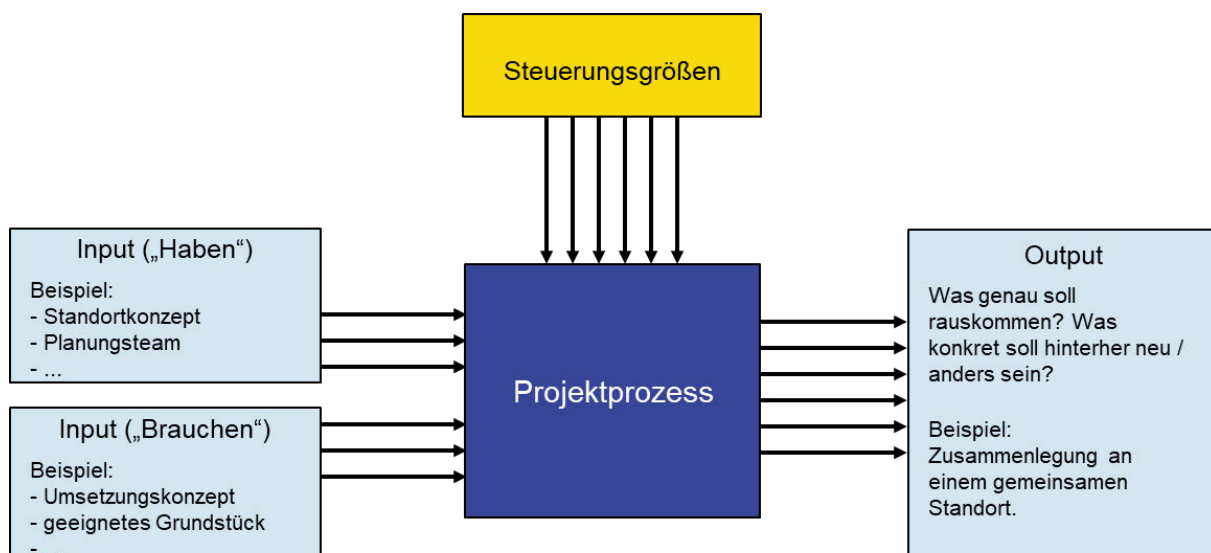 Steuerungsgrößen
Input („Haben“)
Beispiel:
- Standortkonzept
- Planungsteam
- ...
Input („Brauchen“)
Beispiel:
- Umsetzungskonzept
- geeignetes Grundstück
-
Projektprozess
Output
Was genau soll
rauskommen? Was
konkret soll hinterher neu /
anders sein?
Beispiel:
Zusammenlegung an
einem gemeinsamen
Standort.